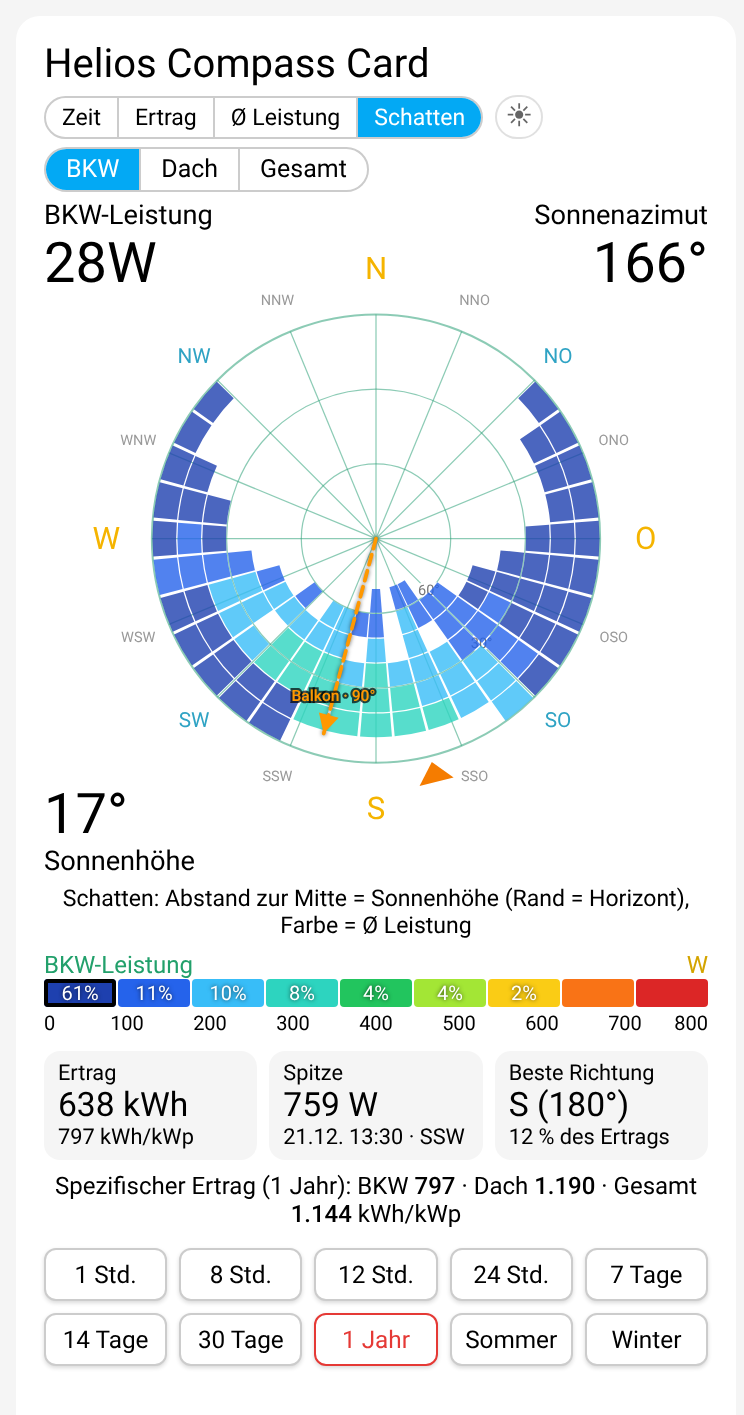 Helios Compass Card
Zeit Ertrag Ø Leistung Schatten
BKW Dach Gesamt
BKW-Leistung Sonnenazimut
28W 166°
N
NNW NNO
NW NO
WNW ONO
W O
60
WSW 30° OSO
Balkon · 90°
SW SO
SSW SSO
S
17°
Sonnenhöhe
Schatten: Abstand zur Mitte = Sonnenhöhe (Rand = Horizont),
Farbe = Ø Leistung
BKW-Leistung W
61% 11% 10% 8% 4% 4% 2%
0 100 200 300 400 500 600 700 800
Ertrag Spitze Beste Richtung
638 kWh 759 W S (180°)
797 kWh/kWp 21.12. 13:30 · SSW 12 % des Ertrags
Spezifischer Ertrag (1 Jahr): BKW 797 · Dach 1.190 · Gesamt
1.144 kWh/kWp
1 Std. 8 Std. 12 Std. 24 Std. 7 Tage
14 Tage 30 Tage 1 Jahr Sommer Winter